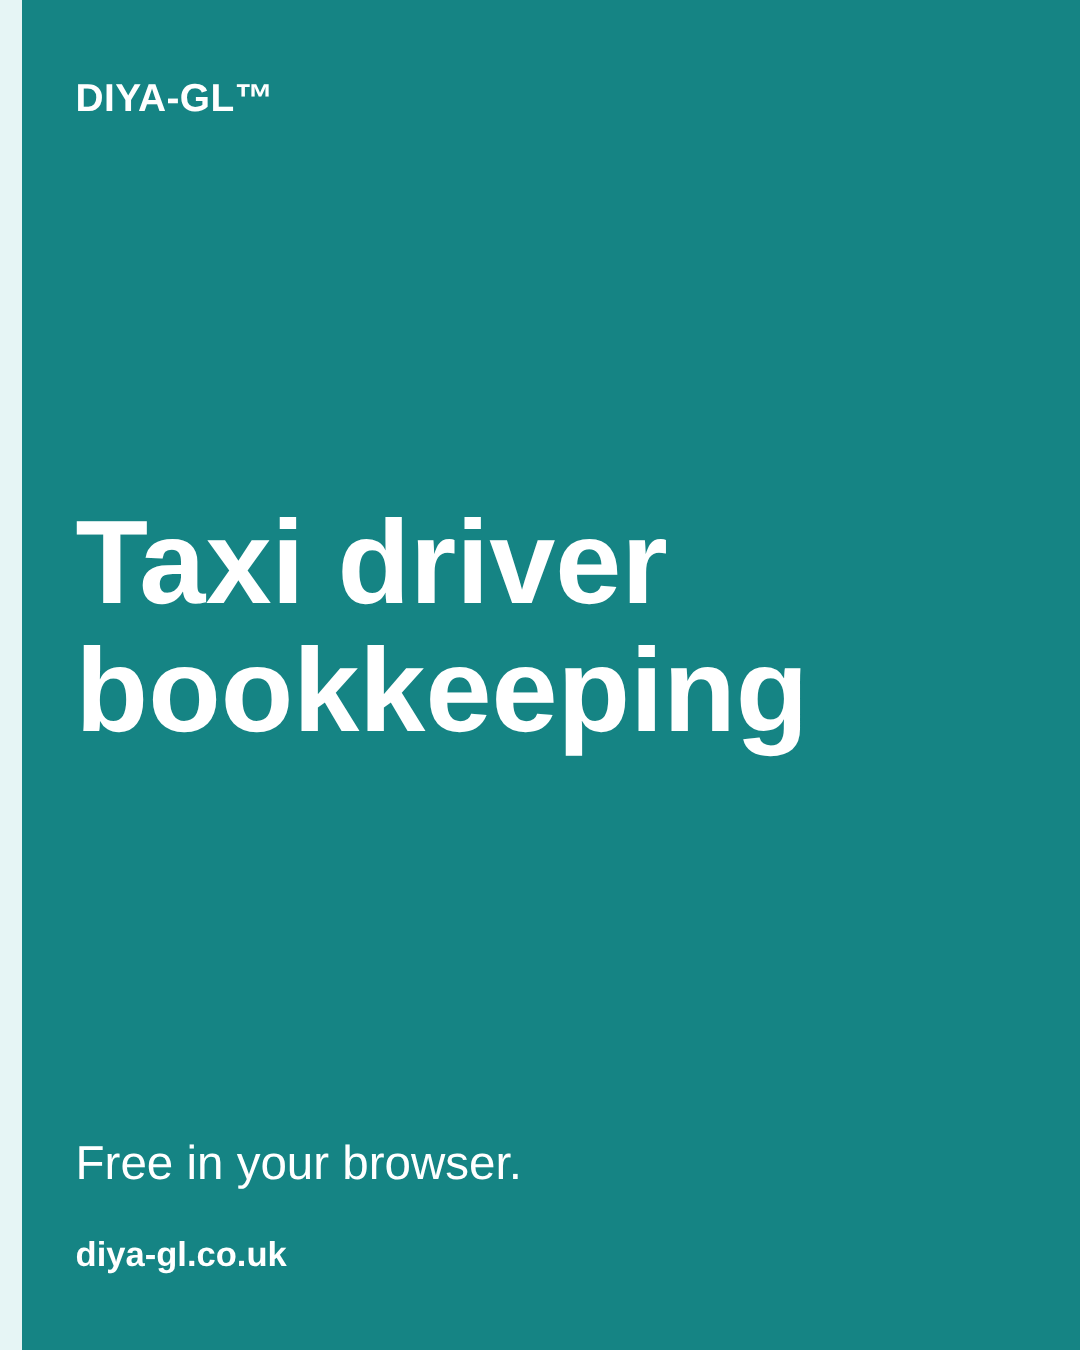 DIYA-GL™
Taxi driver
bookkeeping
Free in your browser.
diya-gl.co.uk